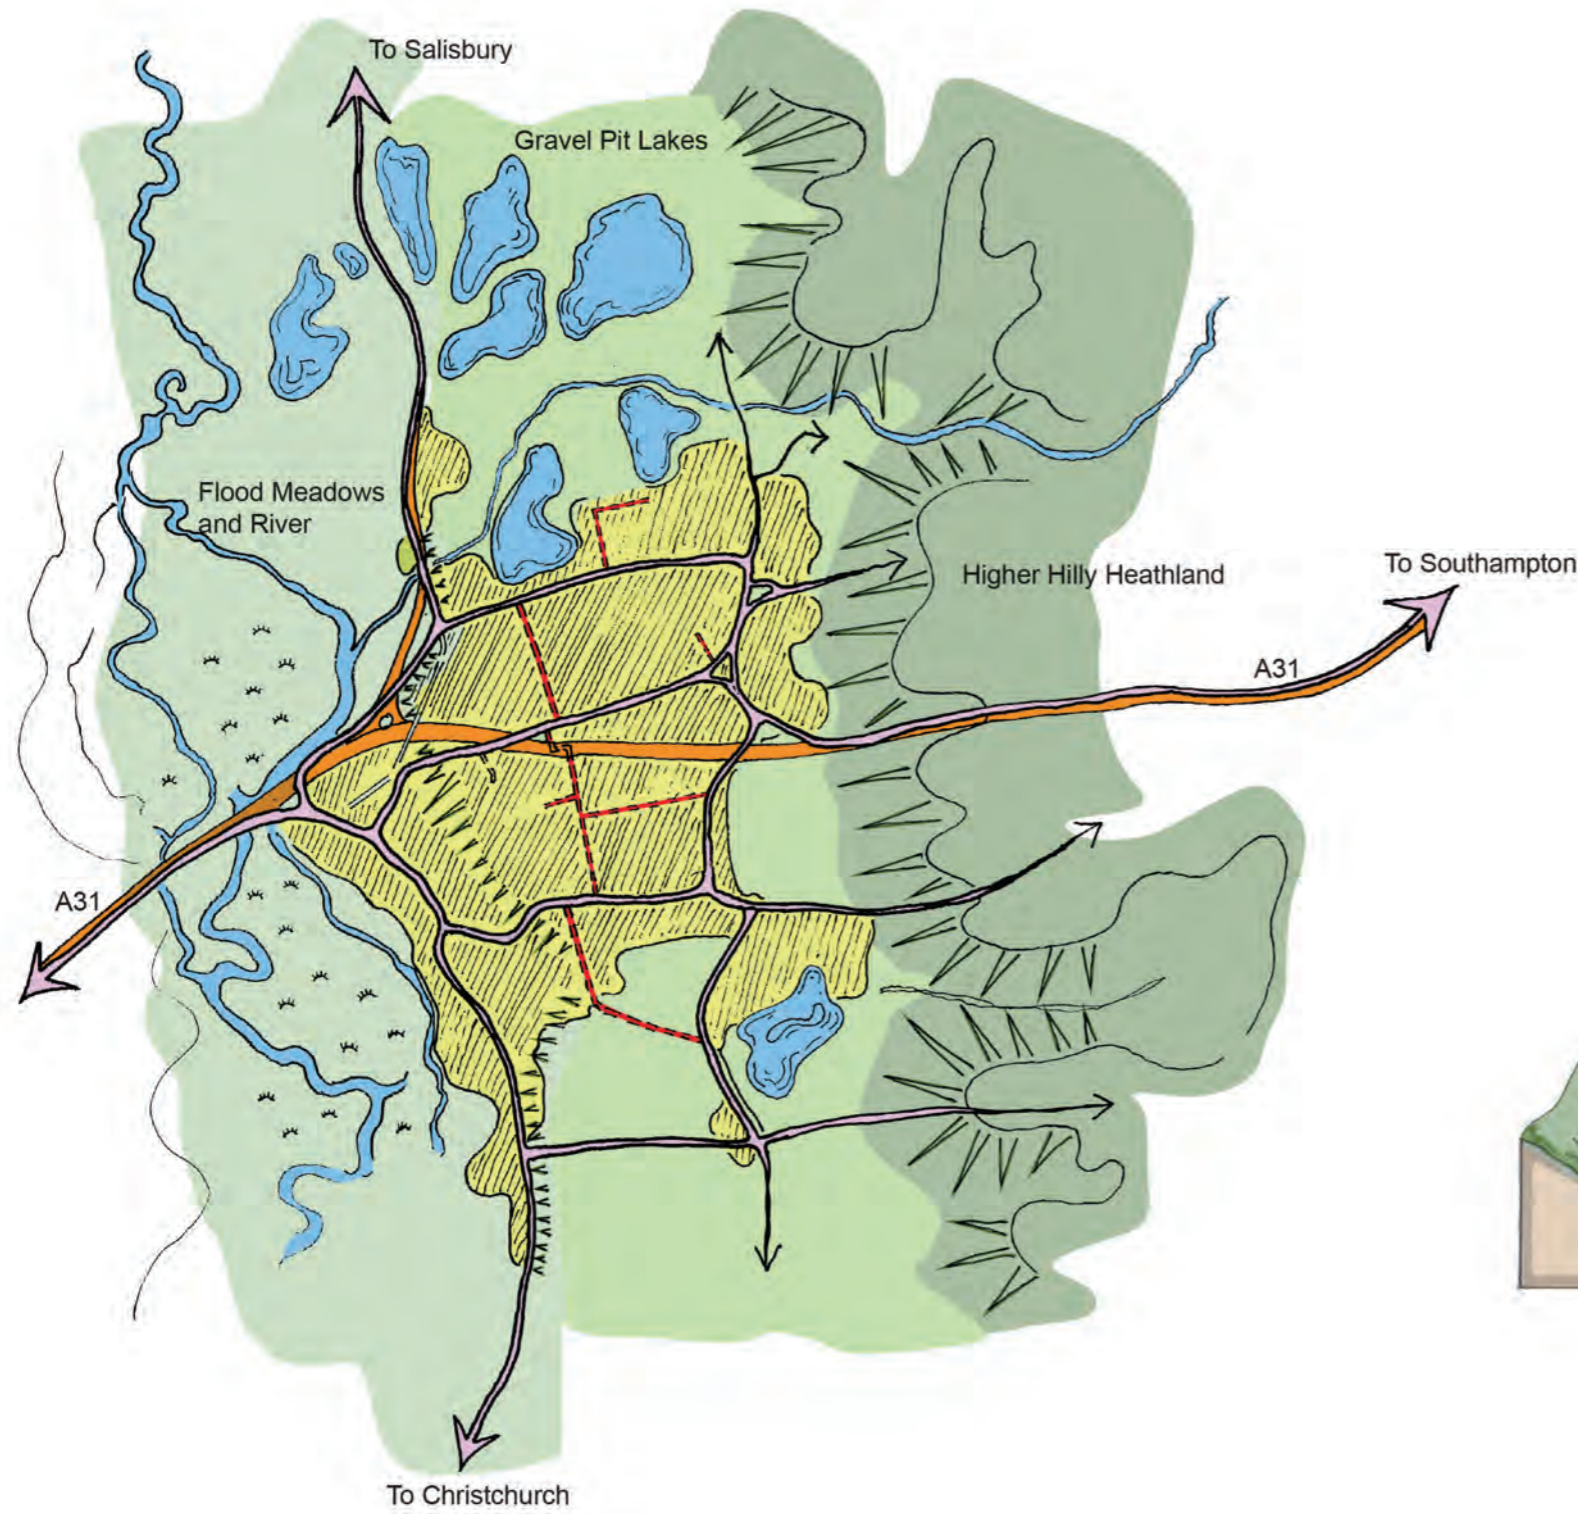 To Salisbury
Gravel Pit Lakes
Flood Meadows
and River
Higher Hilly Heathland
To Southampton
A31
A31
To Christchurch